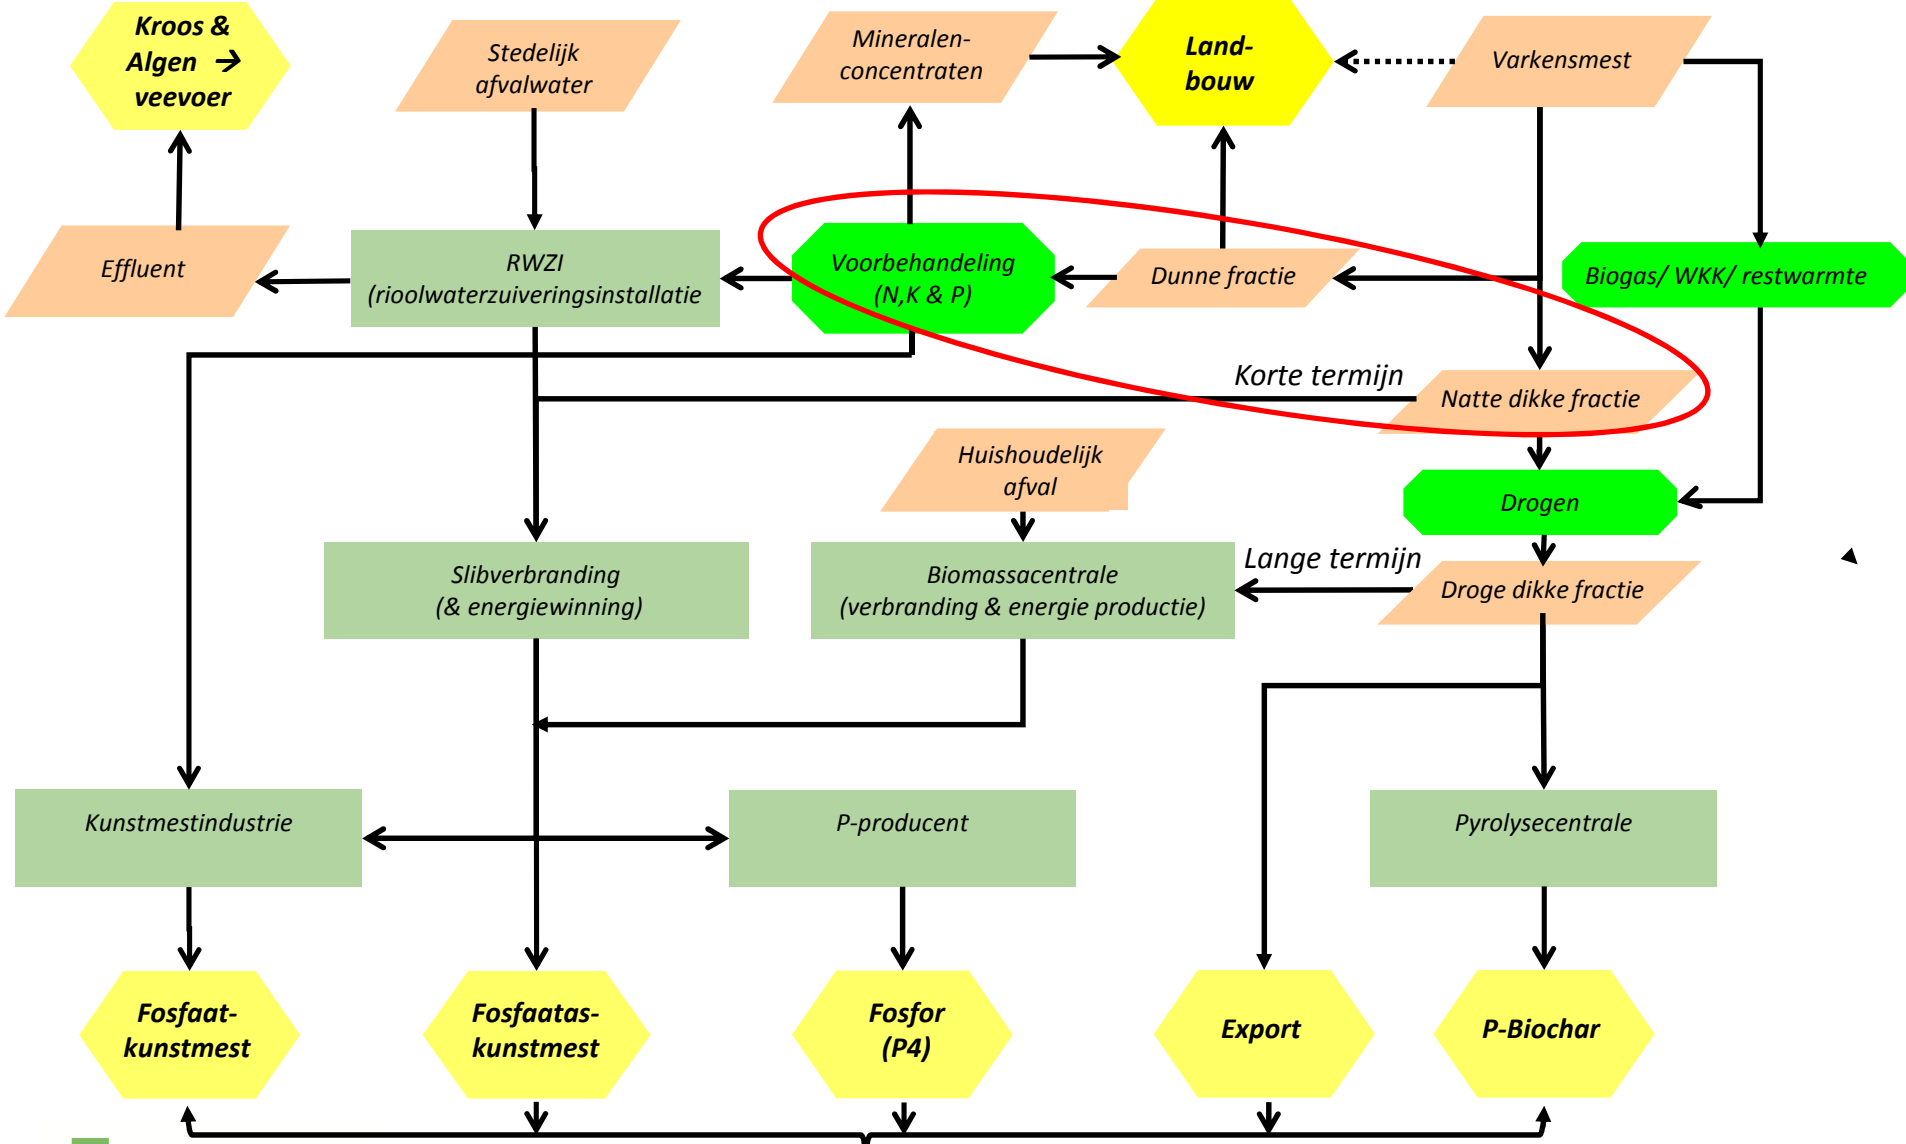 Kroos &
Algen →
veevoer
Stedelijk
afvalwater
Mineralen-
concentraten
Land-
bouw
Varkensmest
Effluent
RWZI
(rioolwaterzuiveringsinstallatie
Voorbehandeling
(N,K & P)
Dunne fractie
Biogas/ WKK/ restwarmte
Korte termijn
Natte dikke fractie
Huishoudelijk
afval
Drogen
Slibverbranding
(& energiewinning)
Biomassacentrale
(verbranding & energie productie)
Lange termijn
Droge dikke fractie
Kunstmestindustrie
P-producent
Pyrolysecentrale
Fosfaat-
kunstmest
Fosfaatas-
kunstmest
Fosfor
(P4)
Export
P-Biochar